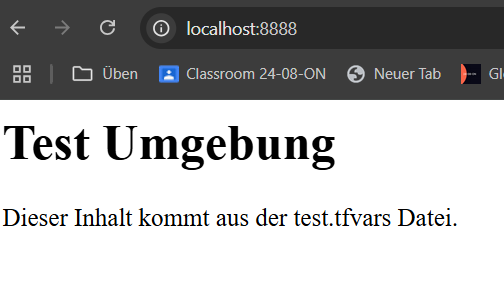 localhost:8888
Üben Classroom 24-08-ON Neuer Tab
Test Umgebung
Dieser Inhalt kommt aus der test.tfvars Datei.